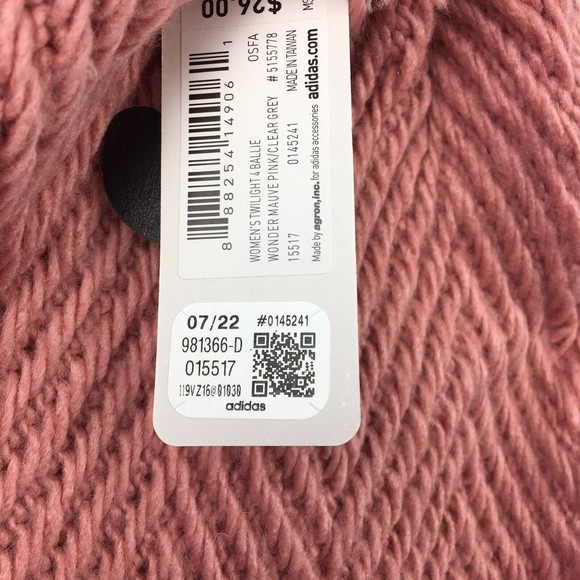 $26.00
MS
8 88254 14906 1
OSFA
WOMEN'S TWILIGHT 4 BALLIE
WONDER MAUVE PINK/CLEAR GREY # 5155778
15517 0145241 MADE IN TAIWAN
Made by agron, inc. for adidas accessories adidas.com
07/22 #0145241
981366-D
015517
adidas